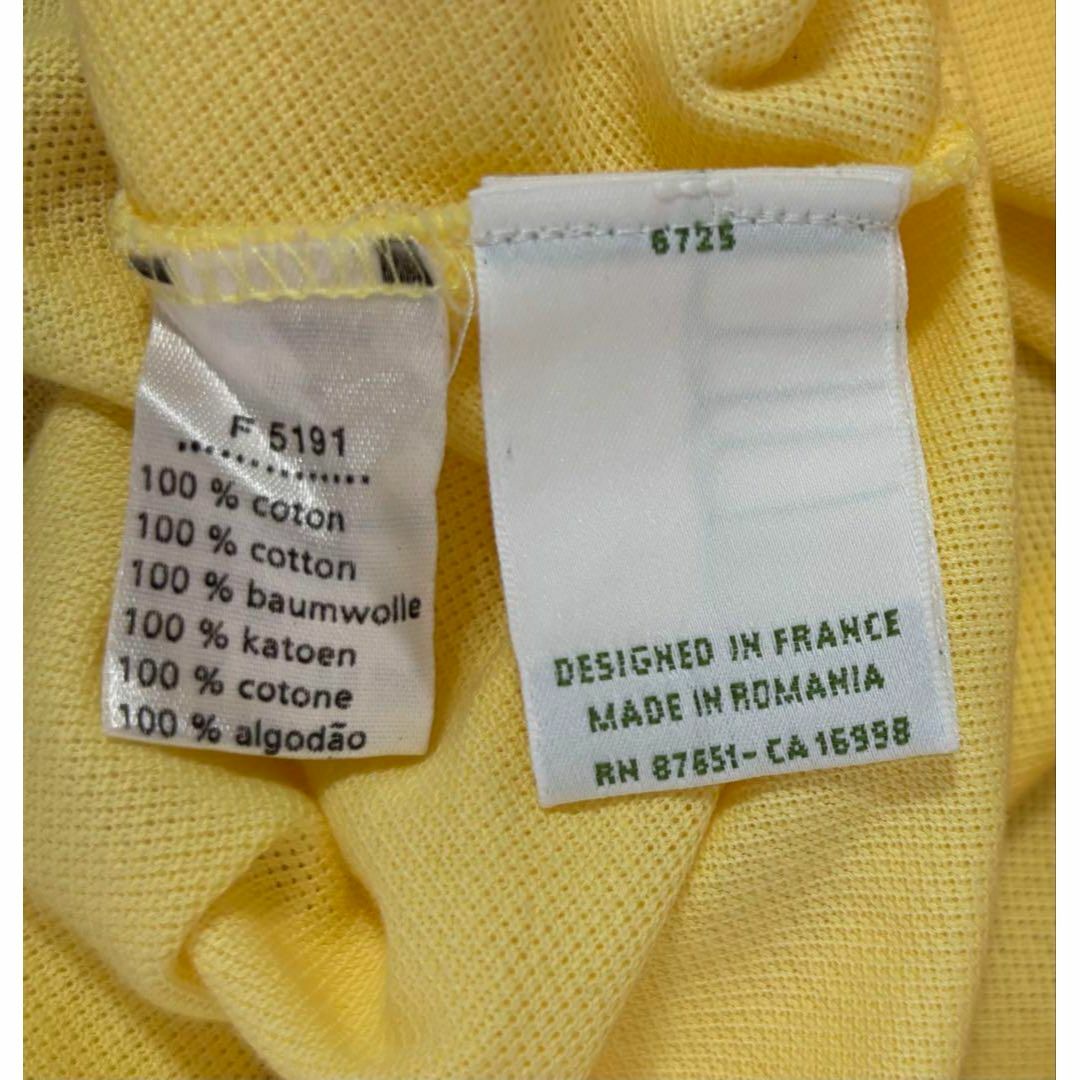 F 5191
100 % coton
100 % cotton
100 % baumwolle
100 % katoen
100 % cotone
100 % algodão
6725
DESIGNED IN FRANCE
MADE IN ROMANIA
RN 87651 - CA 16998